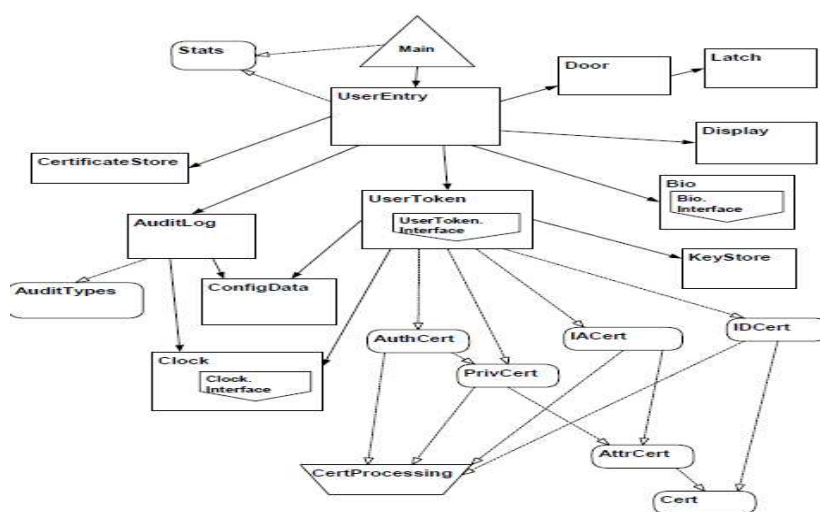 Main
Stats
Door
Latch
UserEntry
Display
CertificateStore
Bio
Bio.
Interface
UserToken
UserToken.
Interface
AuditLog
KeyStore
ConfigData
AuditTypes
IDCert
AuthCert
IACert
Clock
Clock.
Interface
PrivCert
AttrCert
CertProcessing
Cert